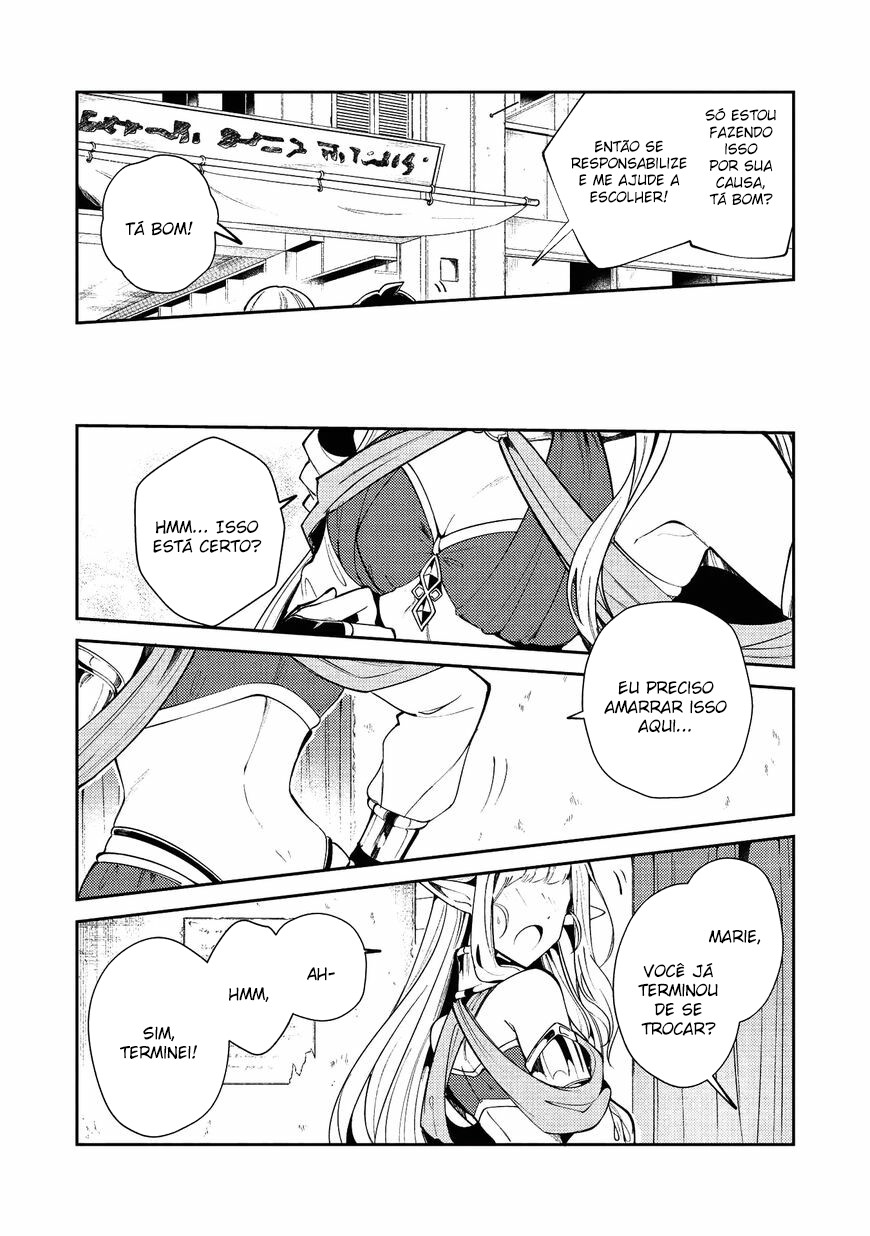 SÓ ESTOU
FAZENDO
ISSO
POR SUA
CAUSA,
TÁ BOM?
ENTÃO SE
RESPONSABILIZE
E ME AJUDE A
ESCOLHER!
TÁ BOM!
HMM... ISSO
ESTÁ CERTO?
EU PRECISO
AMARRAR ISSO
AQUI...
MARIE,
VOCÊ JÁ
TERMINOU
DE SE
TROCAR?
AH-
HMM,
SIM,
TERMINEI!